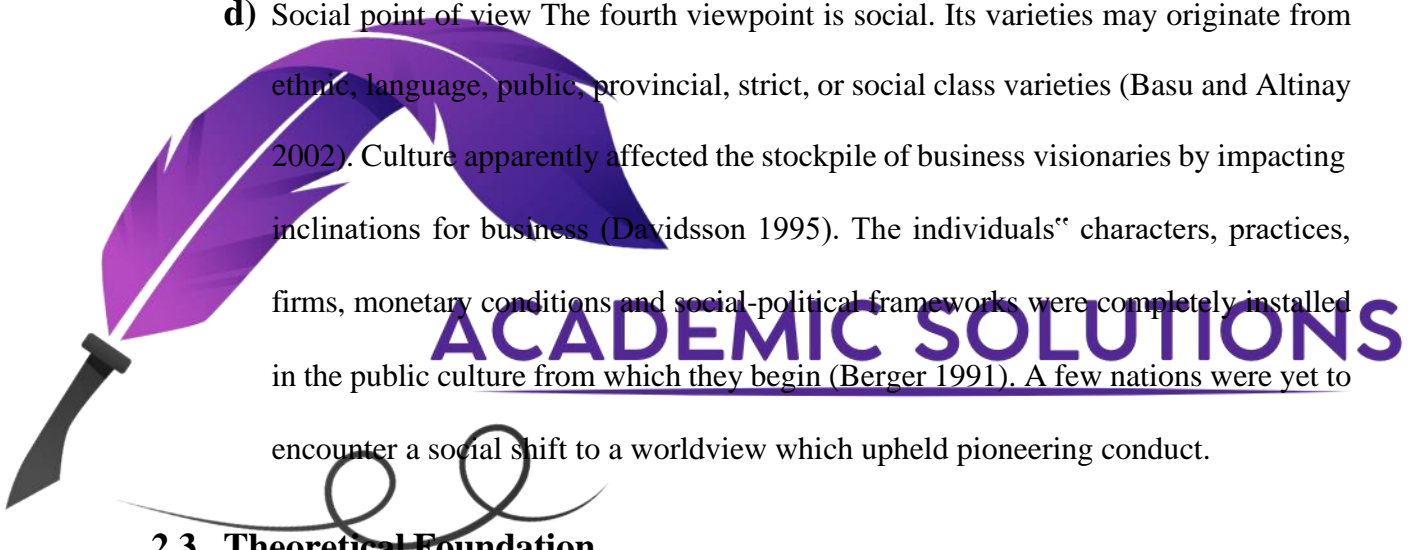 d) Social point of view The fourth viewpoint is social. Its varieties may originate from
ethnic, language, public, provincial, strict, or social class varieties (Basu and Altinay
2002). Culture apparently affected the stockpile of business visionaries by impacting
inclinations for business (Davidsson 1995). The individuals‟ characters, practices,
firms, monetary conditions and social-political frameworks were completely installed
ACADEMIC SOLUTIONS
in the public culture from which they begin (Berger 1991). A few nations were yet to
encounter a social shift to a worldview which upheld pioneering conduct.
2.3 Theoretical Foundation